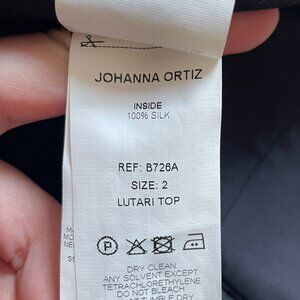 JOHANNA ORTIZ
INSIDE
100% SILK
REF: B726A
SIZE: 2
LUTARI TOP
P
DRY CLEAN
ANY SOLVENT EXCEPT
TETRACHLORETHYLENE
DO NOT BLEACH